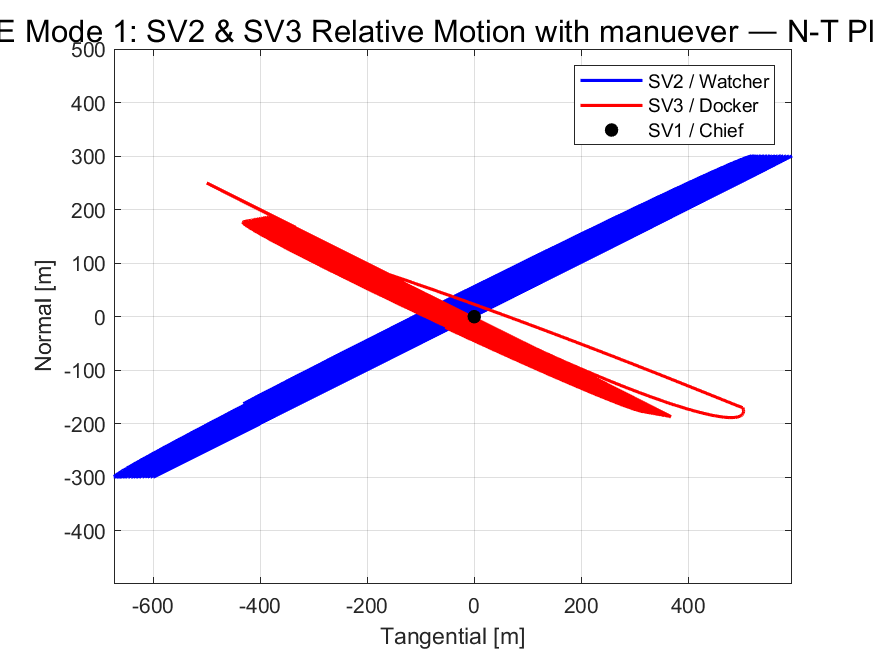 E Mode 1: SV2 & SV3 Relative Motion with manuever — N-T Pl
500
400
300
200
100
0
-100
-200
-300
-400
Normal [m]
SV2 / Watcher
SV3 / Docker
SV1 / Chief
-600
-400
-200
0
200
400
Tangential [m]